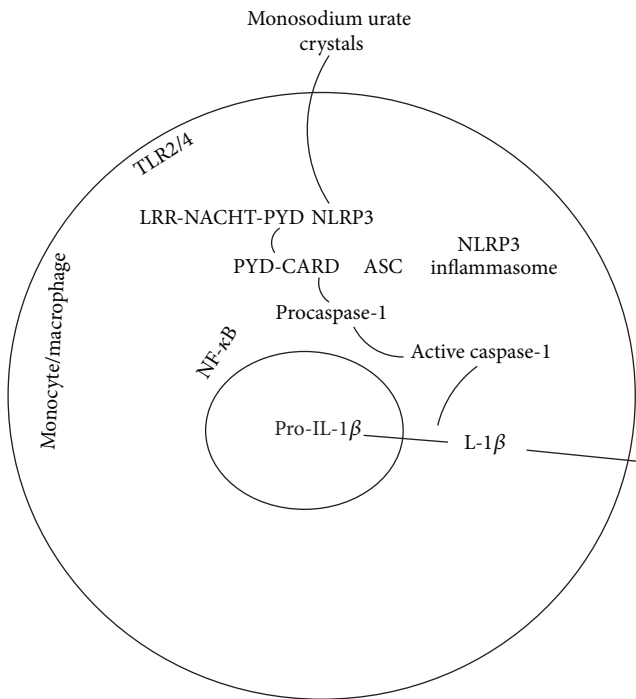 Monosodium urate
crystals
TLR2/4
LRR-NACHT-PYD NLRP3
PYD-CARD ASC
NLRP3
inflammasome
Procaspase-1
Monocyte/macrophage
NF-κB
Active caspase-1
Pro-IL-1β
L-1β